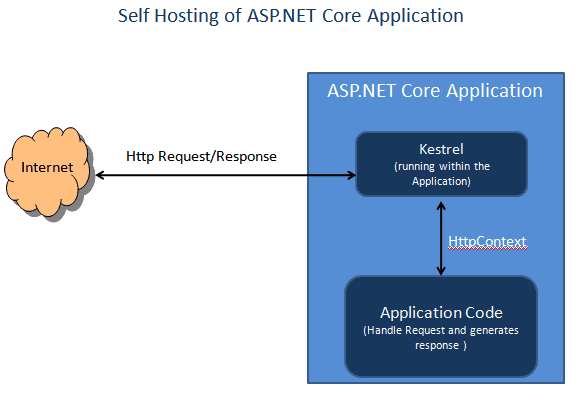 Self Hosting of ASP.NET Core Application
ASP.NET Core Application
Internet
Http Request/Response
Kestrel
(running within the
Application)
HttpContext
Application Code
(Handle Request and generates
response )